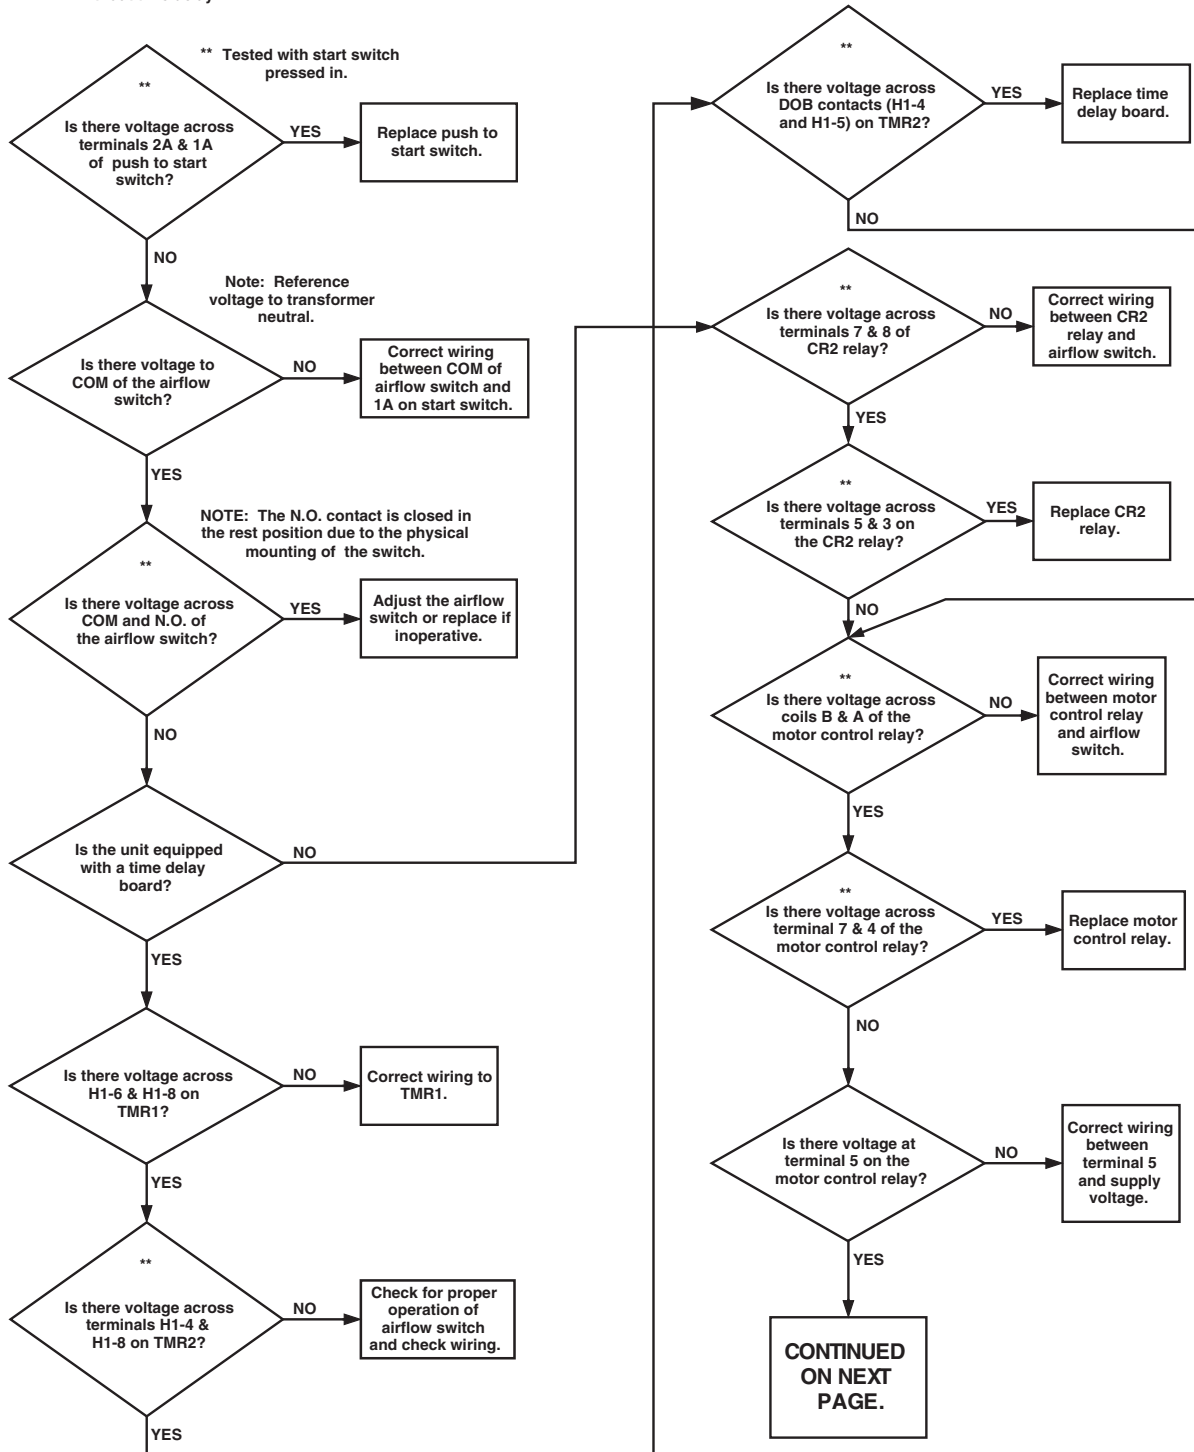 ** Tested with start switch
pressed in.
**
Is there voltage across
terminals 2A & 1A
of push to start
switch?
YES
Replace push to
start switch.
NO
Note: Reference
voltage to transformer
neutral.
Is there voltage to
COM of the airflow
switch?
NO
Correct wiring
between COM of
airflow switch and
1A on start switch.
YES
NOTE: The N.O. contact is closed in
the rest position due to the physical
mounting of the switch.
**
Is there voltage across
COM and N.O. of
the airflow switch?
YES
Adjust the airflow
switch or replace if
inoperative.
NO
Is the unit equipped
with a time delay
board?
NO
YES
Is there voltage across
H1-6 & H1-8 on
TMR1?
NO
Correct wiring to
TMR1.
YES
**
Is there voltage across
terminals H1-4 &
H1-8 on TMR2?
NO
Check for proper
operation of
airflow switch
and check wiring.
YES
**
Is there voltage across
DOB contacts (H1-4
and H1-5) on TMR2?
YES
Replace time
delay board.
NO
**
Is there voltage across
terminals 7 & 8 of
CR2 relay?
NO
Correct wiring
between CR2
relay and
airflow switch.
YES
**
Is there voltage across
terminals 5 & 3 on
the CR2 relay?
YES
Replace CR2
relay.
NO
**
Is there voltage across
coils B & A of the
motor control relay?
NO
Correct wiring
between motor
control relay
and airflow
switch.
YES
**
Is there voltage across
terminal 7 & 4 of the
motor control relay?
YES
Replace motor
control relay.
NO
Is there voltage at
terminal 5 on the
motor control relay?
NO
Correct wiring
between
terminal 5
and supply
voltage.
YES
CONTINUED
ON NEXT
PAGE.